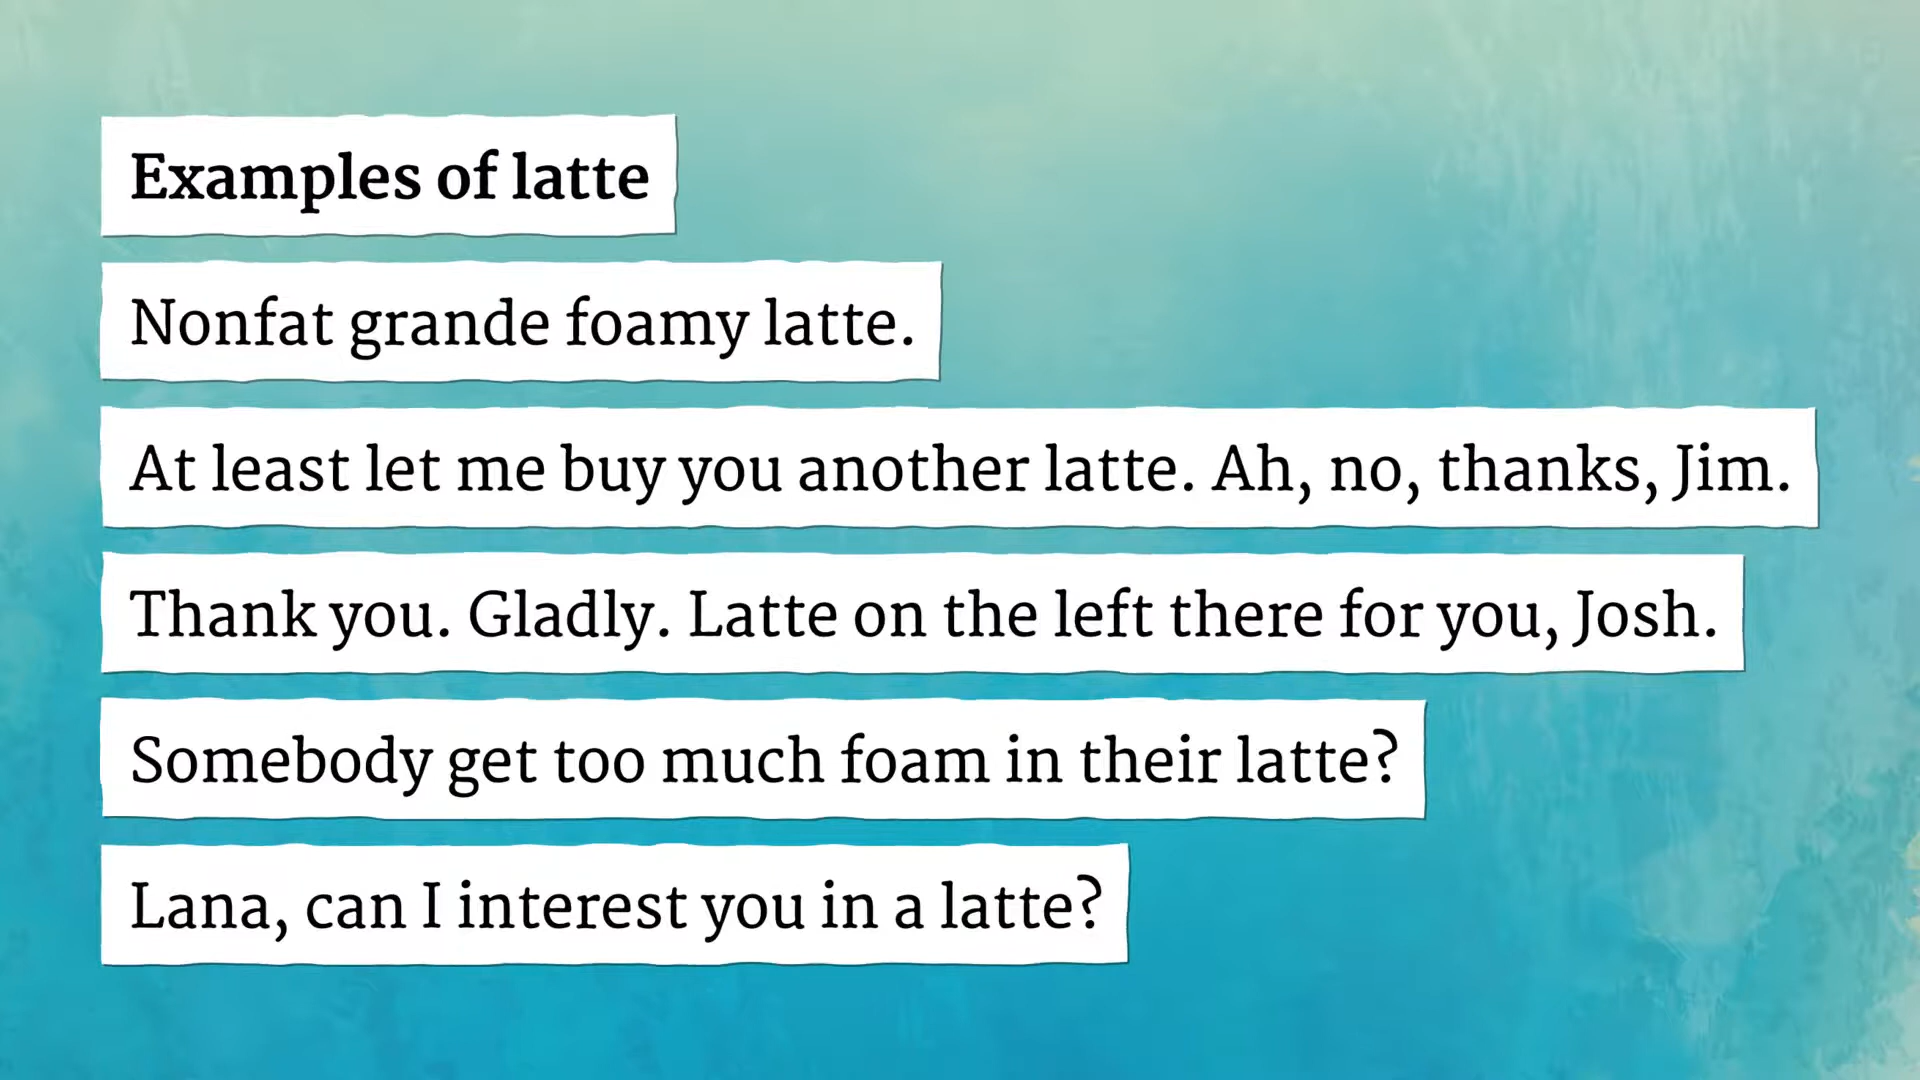 Examples of latte
Nonfat grande foamy latte.
At least let me buy you another latte. Ah, no, thanks, Jim.
Thank you. Gladly. Latte on the left there for you, Josh.
Somebody get too much foam in their latte?
Lana, can I interest you in a latte?